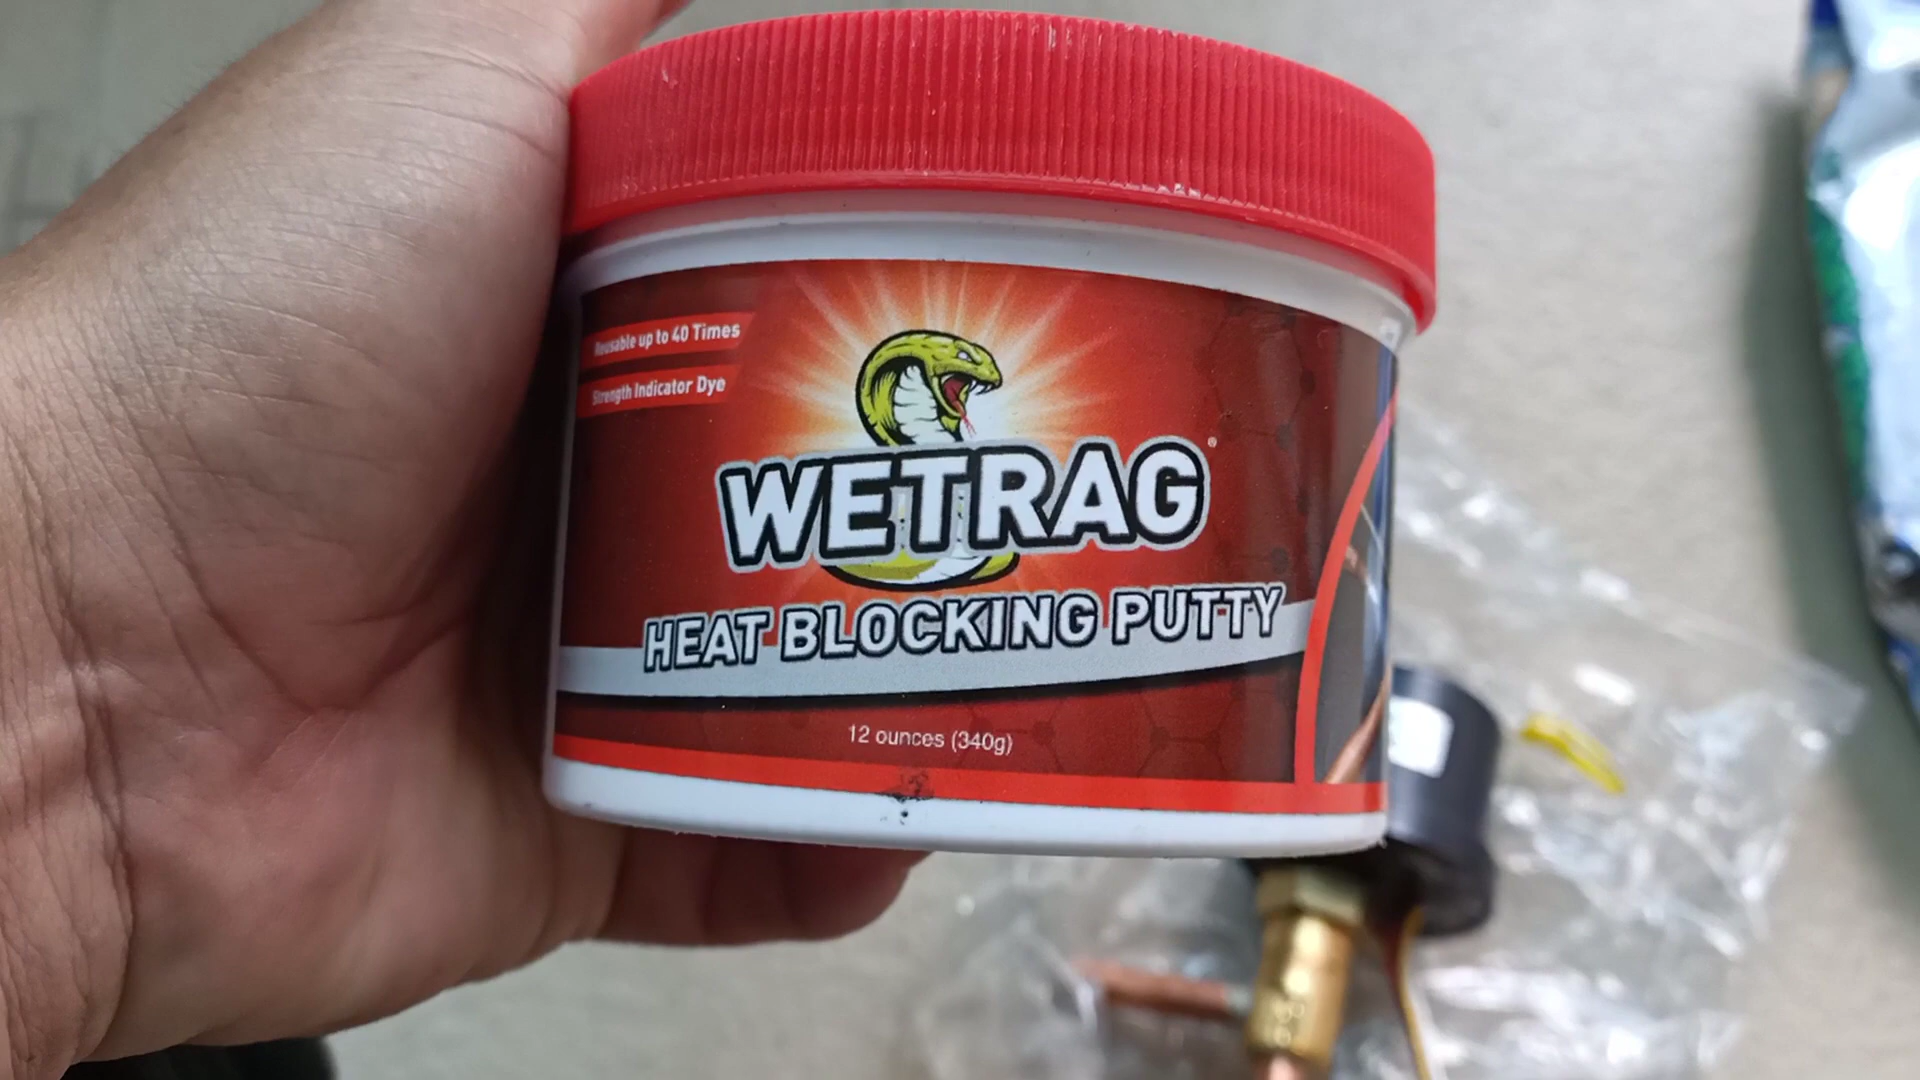 Reusable up to 40 Times
Strength Indicator Dye
WETRAG®
HEAT BLOCKING PUTTY
12 ounces (340g)